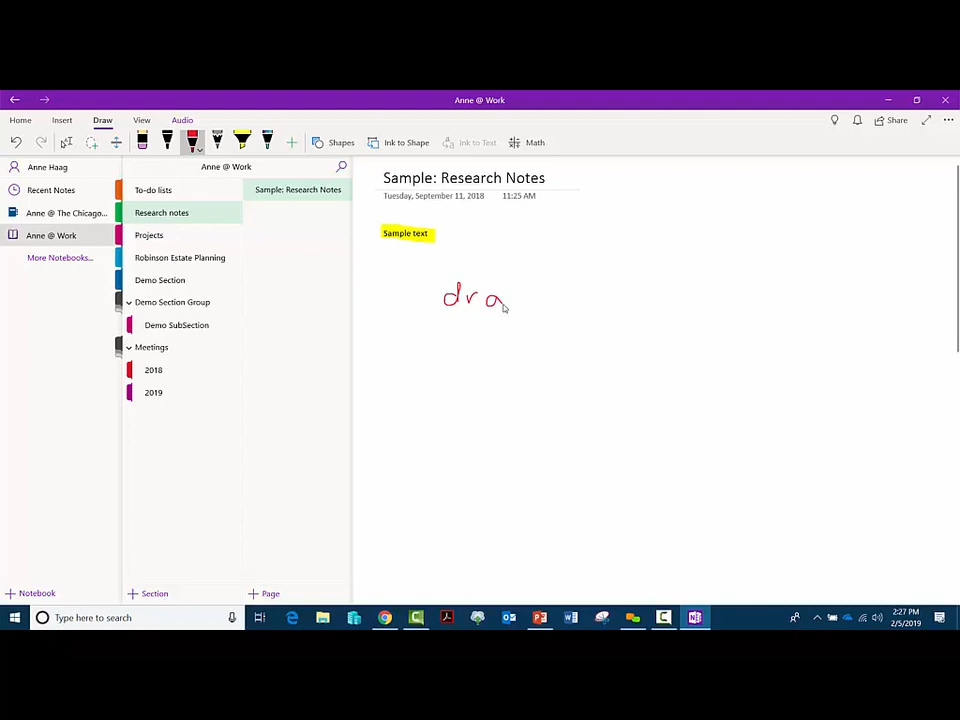 Anne @ Work
Home Insert Draw View Audio
Share
Shapes Ink to Shape Ink to Text Math
Anne Haag
Recent Notes
Anne @ The Chicago...
Anne @ Work
More Notebooks...
Anne @ Work
To-do lists
Research notes
Projects
Robinson Estate Planning
Demo Section
Demo Section Group
Demo SubSection
Meetings
2018
2019
Sample: Research Notes
Sample: Research Notes
Tuesday, September 11, 2018 11:25 AM
Sample text
dra
+ Notebook
+ Section
+ Page
Type here to search
2:27 PM
2/5/2019